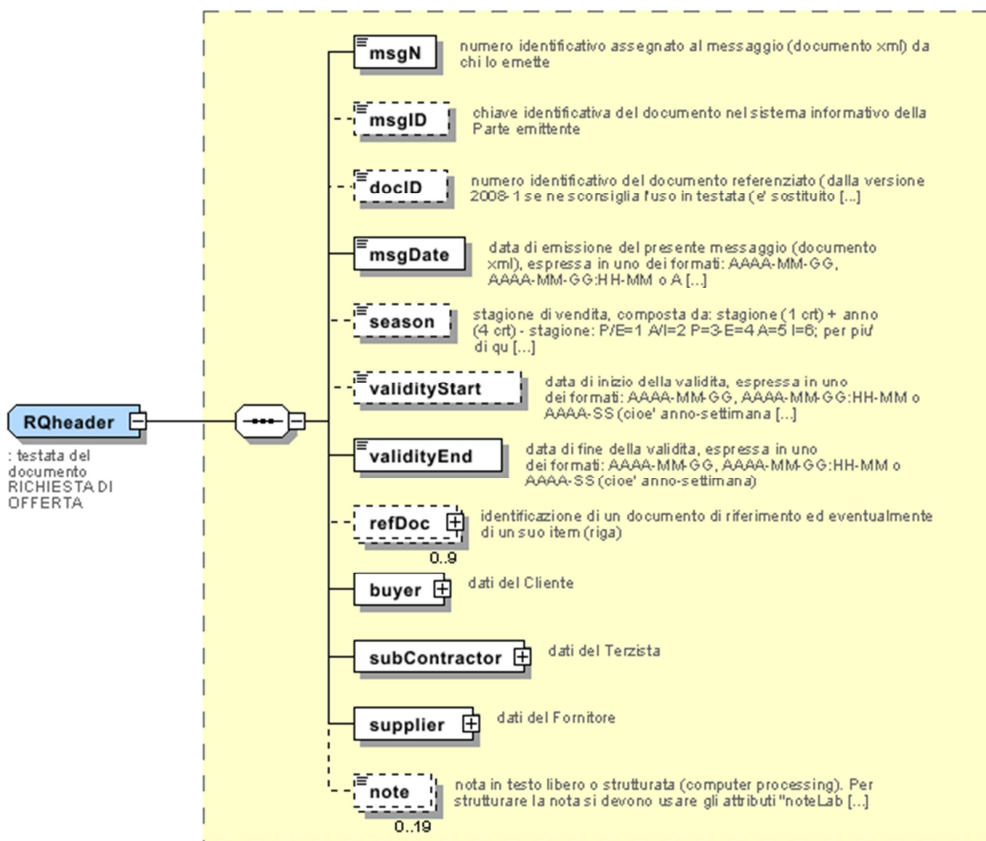 msgN
numero identificativo assegnato al messaggio (documento xml) da
chi lo emette
msgID
chiave identificativa del documento nel sistema informativo della
Parte emittente
docID
numero identificativo del documento referenziato (dalla versione
2008-1 se ne sconsiglia l'uso in testata (e' sostituito [...]
msgDate
data di emissione del presente messaggio (documento
xml), espressa in uno dei formati: AAAA-MM-GG,
AAAA-MM-GG:HH-MM o A [...]
season
stagione di vendita, composta da: stagione (1 crt) + anno
(4 crt) - stagione: P/E=1 A/I=2 P=3-E=4 A=5 I=6; per piu'
di qu [...]
validityStart
data di inizio della validita, espressa in uno
dei formati: AAAA-MM-GG, AAAA-MM-GG:HH-MM o
AAAA-SS (cioe' anno-settimana [...]
RQheader
: testata del
documento
RICHIESTA DI
OFFERTA
validityEnd
data di fine della validita, espressa in uno
dei formati: AAAA-MM-GG, AAAA-MM-GG:HH-MM o
AAAA-SS (cioe' anno-settimana)
refDoc
identificazione di un documento di riferimento ed eventualmente
di un suo item (riga)
0..9
buyer
dati del Cliente
subContractor
dati del Terzista
supplier
dati del Fornitore
note
nota in testo libero o strutturata (computer processing). Per
strutturare la nota si devono usare gli attributi "noteLab [...]
0..19